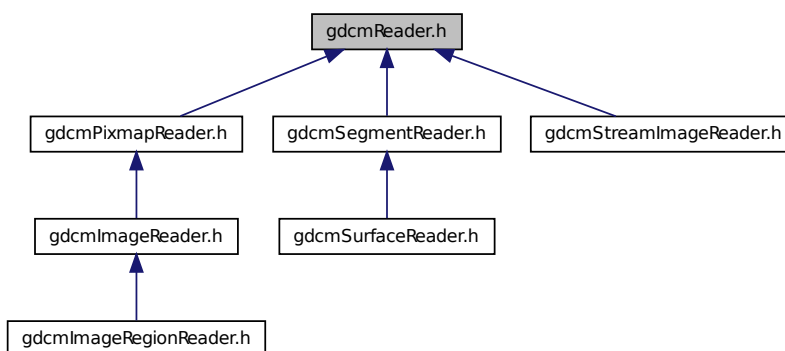 gdcmReader.h
gdcmPixmapReader.h
gdcmSegmentReader.h
gdcmStreamImageReader.h
gdcmImageReader.h
gdcmSurfaceReader.h
gdcmImageRegionReader.h